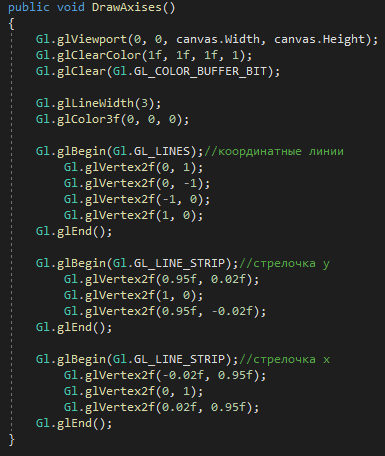 public void DrawAxises()
{
    Gl.glViewport(0, 0, canvas.Width, canvas.Height);
    Gl.glClearColor(1f, 1f, 1f, 1);
    Gl.glClear(Gl.GL_COLOR_BUFFER_BIT);

    Gl.glLineWidth(3);
    Gl.glColor3f(0, 0, 0);

    Gl.glBegin(Gl.GL_LINES);//координатные линии
        Gl.glVertex2f(0, 1);
        Gl.glVertex2f(0, -1);
        Gl.glVertex2f(-1, 0);
        Gl.glVertex2f(1, 0);
    Gl.glEnd();

    Gl.glBegin(Gl.GL_LINE_STRIP);//стрелочка y
        Gl.glVertex2f(0.95f, 0.02f);
        Gl.glVertex2f(1, 0);
        Gl.glVertex2f(0.95f, -0.02f);
    Gl.glEnd();

    Gl.glBegin(Gl.GL_LINE_STRIP);//стрелочка x
        Gl.glVertex2f(-0.02f, 0.95f);
        Gl.glVertex2f(0, 1);
        Gl.glVertex2f(0.02f, 0.95f);
    Gl.glEnd();
}